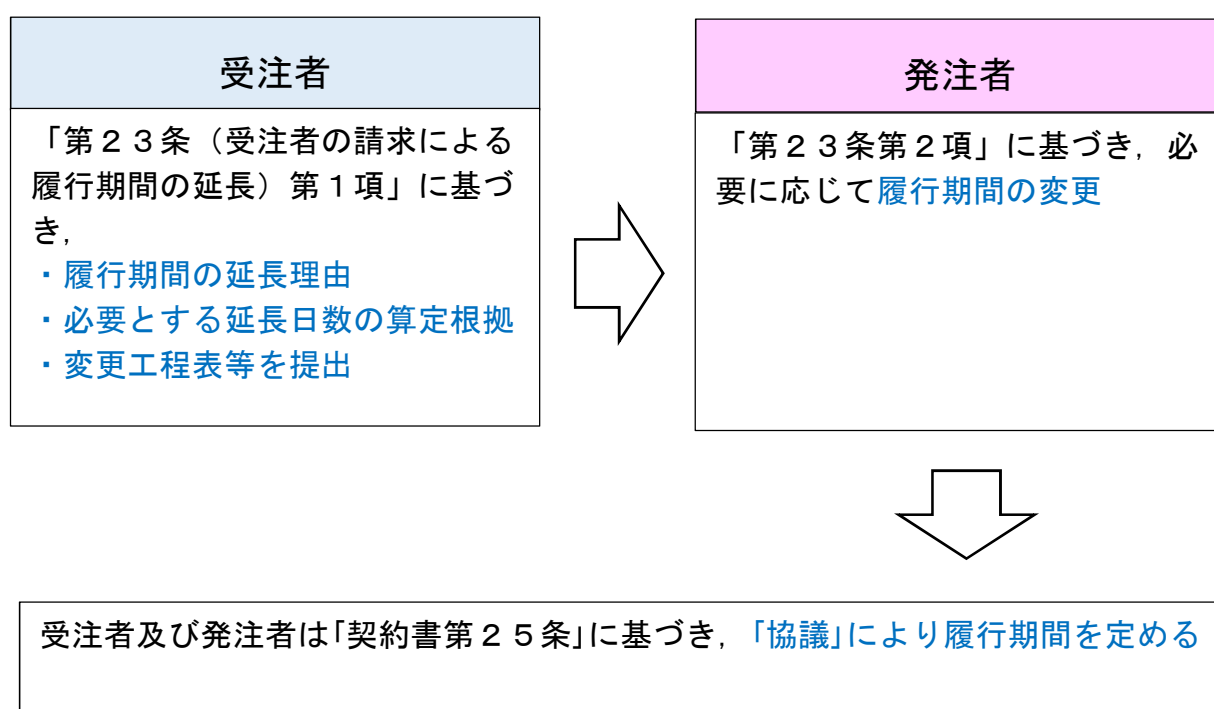 受注者
「第２３条（受注者の請求による
履行期間の延長）第１項」に基づ
き，
・履行期間の延長理由
・必要とする延長日数の算定根拠
・変更工程表等を提出
発注者
「第２３条第２項」に基づき，必
要に応じて履行期間の変更
受注者及び発注者は｢契約書第２５条｣に基づき，｢協議｣により履行期間を定める